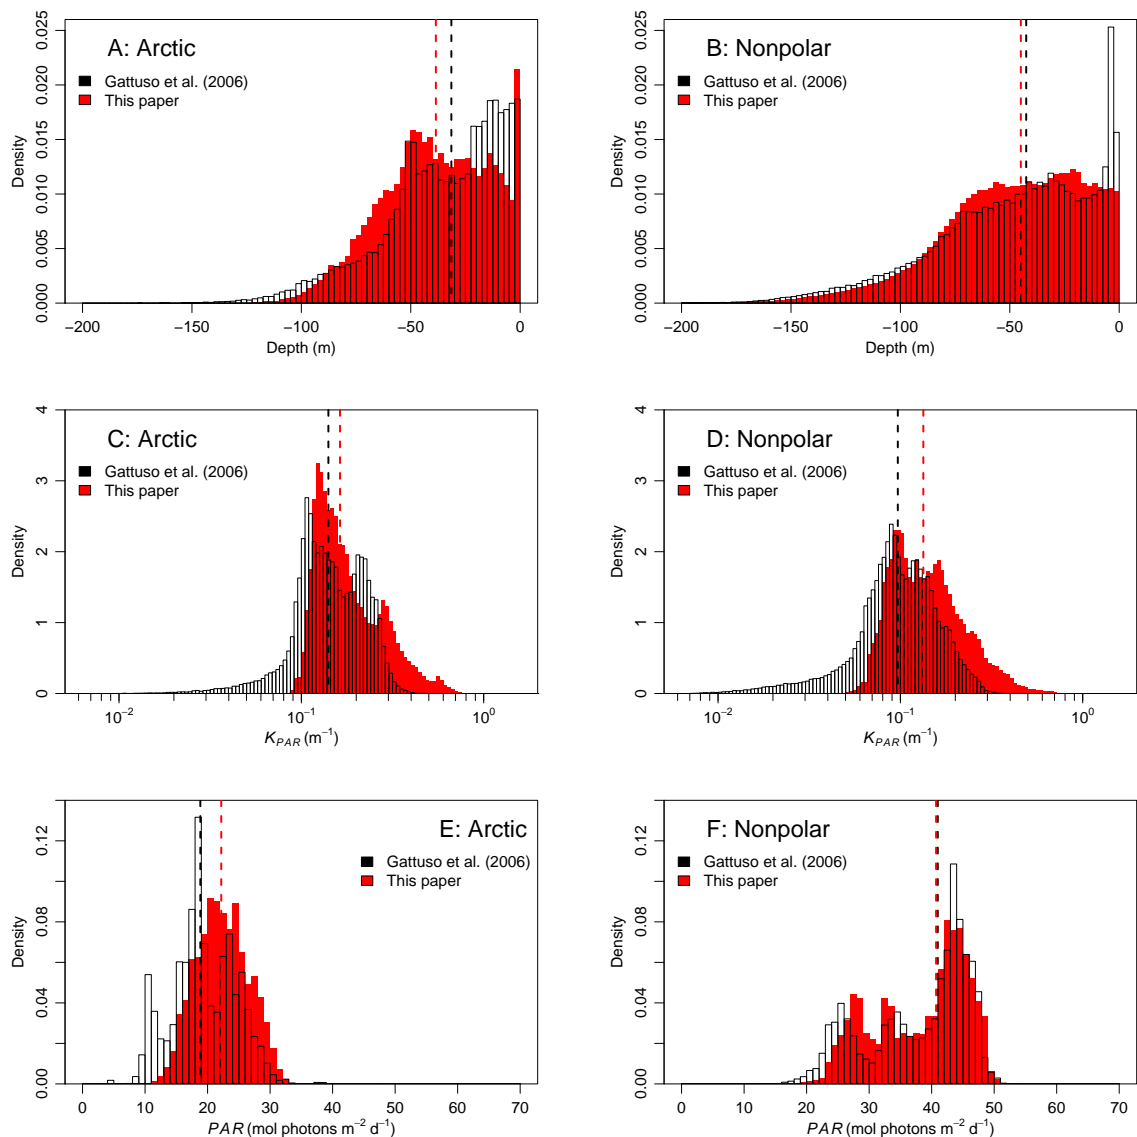 A: Arctic
Gattuso et al. (2006)
This paper
Density
0.000 0.005 0.010 0.015 0.020 0.025
−200 −150 −100 −50 0
Depth (m)
B: Nonpolar
Gattuso et al. (2006)
This paper
Density
0.000 0.005 0.010 0.015 0.020 0.025
−200 −150 −100 −50 0
Depth (m)
C: Arctic
Gattuso et al. (2006)
This paper
Density
0 1 2 3 4
10⁻² 10⁻¹ 10⁰
K_PAR (m⁻¹)
D: Nonpolar
Gattuso et al. (2006)
This paper
Density
0 1 2 3 4
10⁻² 10⁻¹ 10⁰
K_PAR (m⁻¹)
E: Arctic
Gattuso et al. (2006)
This paper
Density
0.00 0.04 0.08 0.12
0 10 20 30 40 50 60 70
PAR (mol photons m⁻² d⁻¹)
F: Nonpolar
Gattuso et al. (2006)
This paper
Density
0.00 0.04 0.08 0.12
0 10 20 30 40 50 60 70
PAR (mol photons m⁻² d⁻¹)